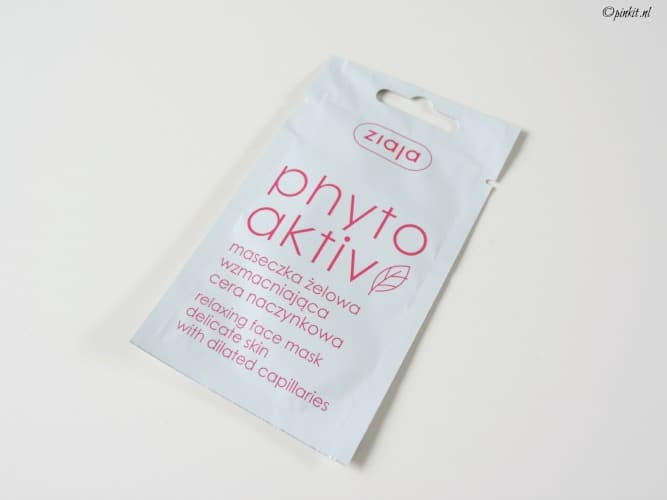 ©pinkit.nl
ziaja
phyto
aktiv
maseczka żelowa
wzmacniająca
cera naczynkowa
relaxing face mask
delicate skin
with dilated capillaries